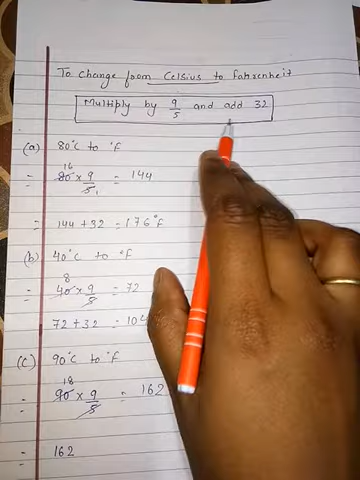 To change from Celsius to Fahrenheit
Multiply by 9/5 and add 32
(a) 80°C to °F
= 80 16 × 9/5 1 = 144
= 144 + 32 = 176°F
(b) 40°C to °F
= 40 8 × 9/5 = 72
72 + 32 = 104
(c) 90°C to °F
= 90 18 × 9/5 = 162
= 162